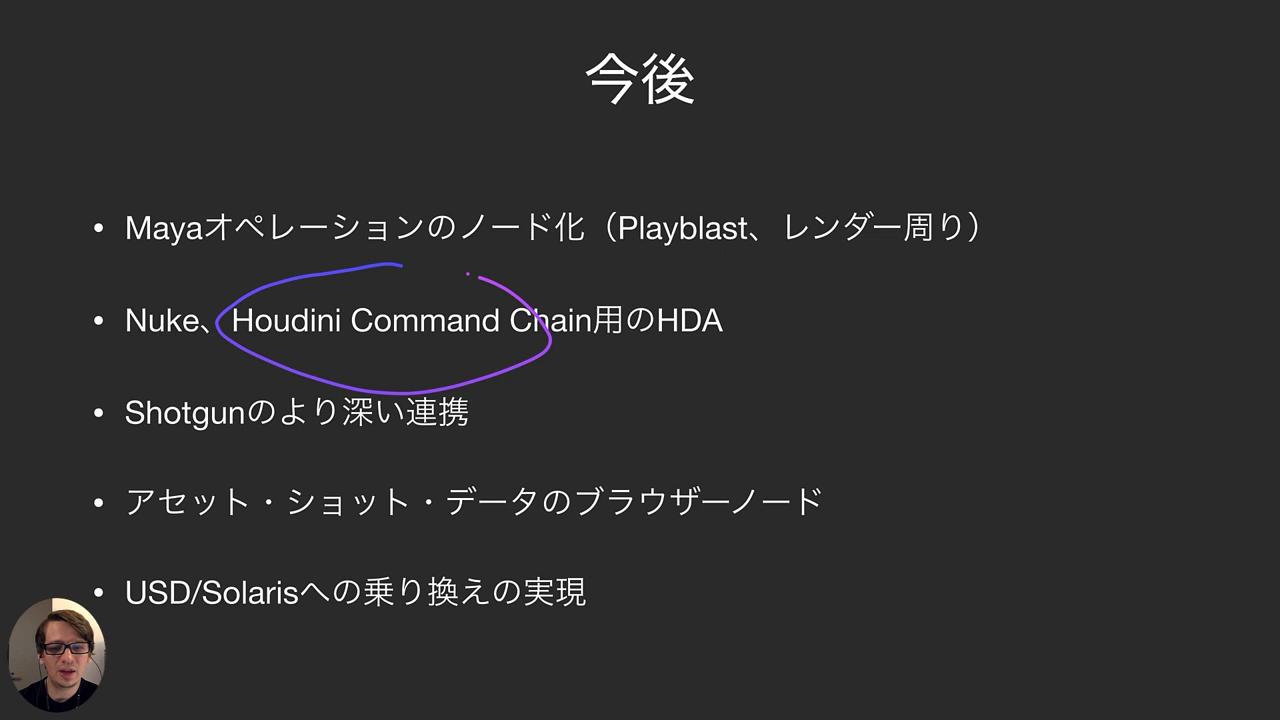 今後
• Mayaオペレーションのノード化（Playblast、レンダー周り）
• Nuke、Houdini Command Chain用のHDA
• Shotgunのより深い連携
• アセット・ショット・データのブラウザーノード
• USD/Solarisへの乗り換えの実現